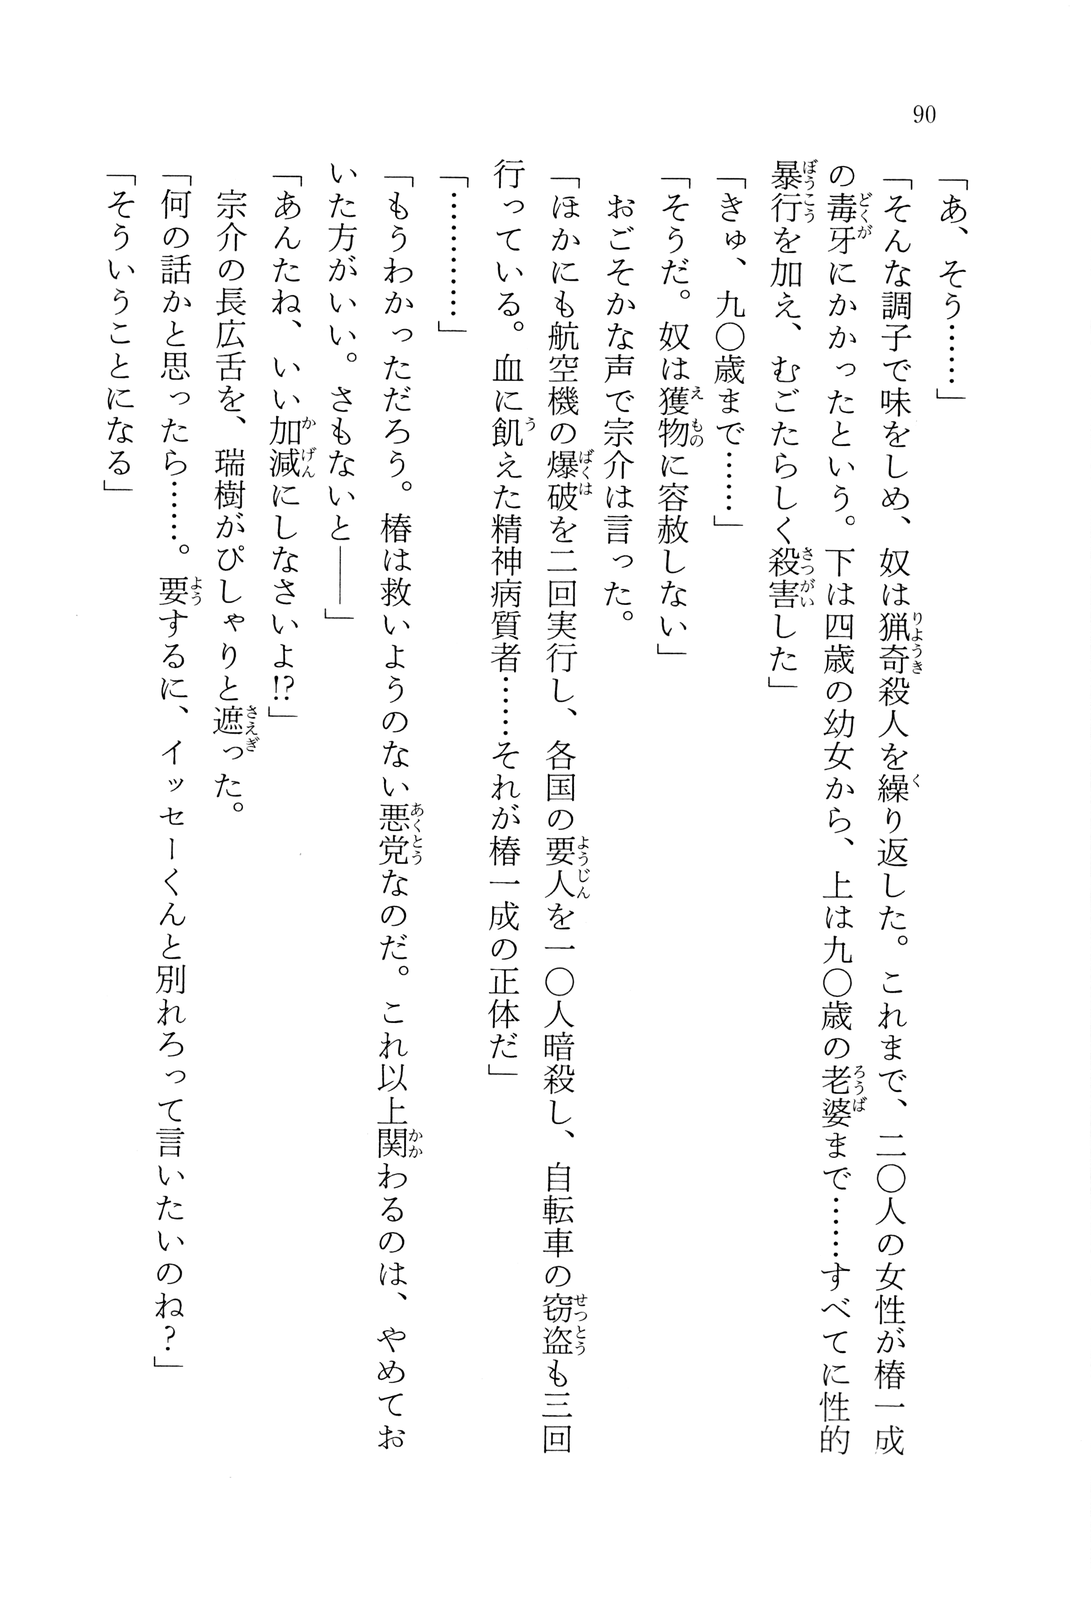 90
「あ、そう……」
「そんな調子で味をしめ、奴は猟奇殺人を繰り返した。これまで、二〇人の女性が椿一成
の毒牙にかかったという。下は四歳の幼女から、上は九〇歳の老婆まで……すべてに性的
暴行を加え、むごたらしく殺害した」
「きゅ、九〇歳まで……」
「そうだ。奴は獲物に容赦しない」
　おごそかな声で宗介は言った。
「ほかにも航空機の爆破を二回実行し、各国の要人を一〇人暗殺し、自転車の窃盗も三回
行っている。血に飢えた精神病質者……それが椿一成の正体だ」
「…………」
「もうわかっただろう。椿は救いようのない悪党なのだ。これ以上関わるのは、やめてお
いた方がいい。さもないと――」
「あんたね、いい加減にしなさいよ!?」
　宗介の長広舌を、瑞樹がぴしゃりと遮った。
「何の話かと思ったら……。要するに、イッセーくんと別れろって言いたいのね？」
「そういうことになる」